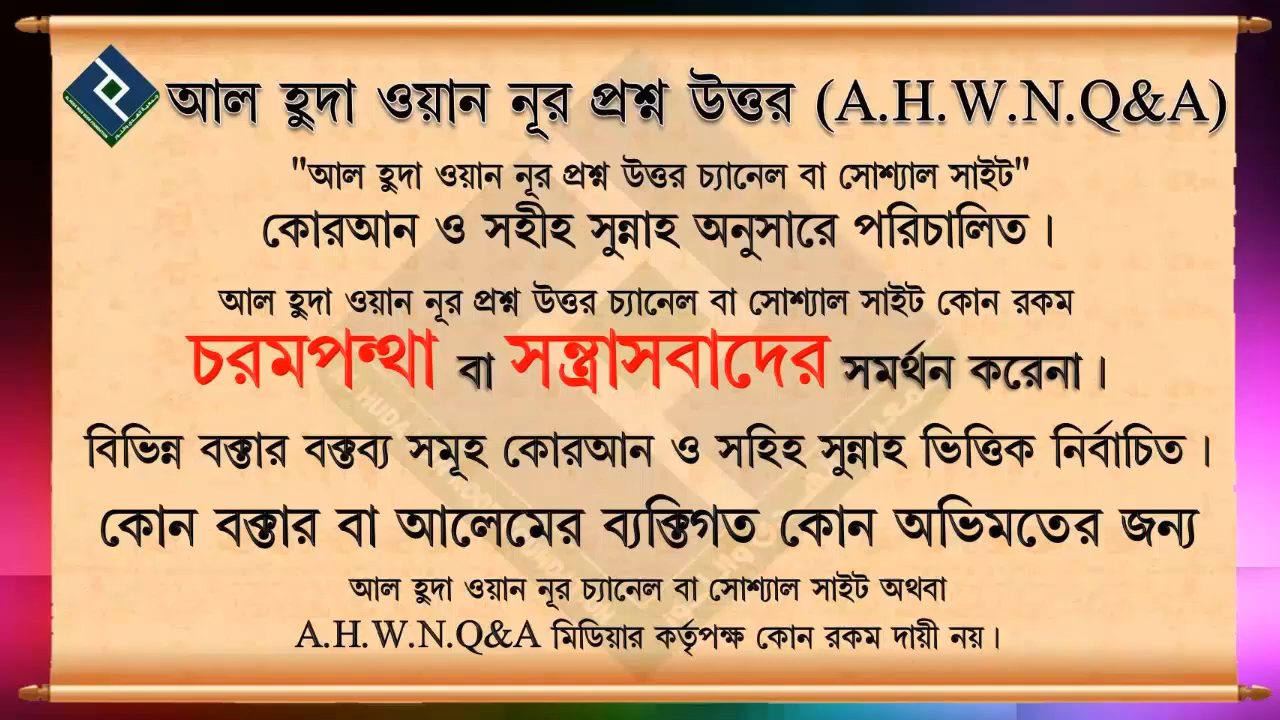 আল হুদা ওয়ান নূর প্রশ্ন উত্তর (A.H.W.N.Q&A)
"আল হুদা ওয়ান নূর প্রশ্ন উত্তর চ্যানেল বা সোশ্যাল সাইট"
কোরআন ও সহীহ সুন্নাহ অনুসারে পরিচালিত।
আল হুদা ওয়ান নূর প্রশ্ন উত্তর চ্যানেল বা সোশ্যাল সাইট কোন রকম
চরমপন্থা বা সন্ত্রাসবাদের সমর্থন করেনা।
বিভিন্ন বক্তার বক্তব্য সমূহ কোরআন ও সহিহ সুন্নাহ ভিত্তিক নির্বাচিত।
কোন বক্তার বা আলেমের ব্যক্তিগত কোন অভিমতের জন্য
আল হুদা ওয়ান নূর চ্যানেল বা সোশ্যাল সাইট অথবা
A.H.W.N.Q&A মিডিয়ার কর্তৃপক্ষ কোন রকম দায়ী নয়।